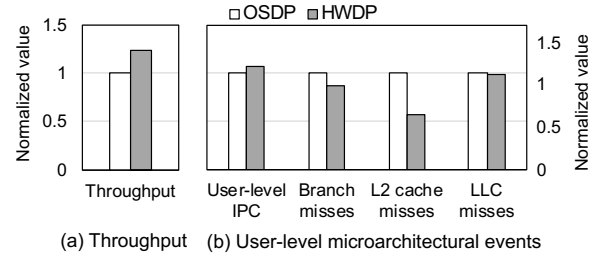 OSDP HWDP
Normalized value
1.5
1
0.5
0
Throughput
(a) Throughput
User-level
IPC
Branch
misses
L2 cache
misses
LLC
misses
1.5
1
0.5
0
Normalized value
(b) User-level microarchitectural events